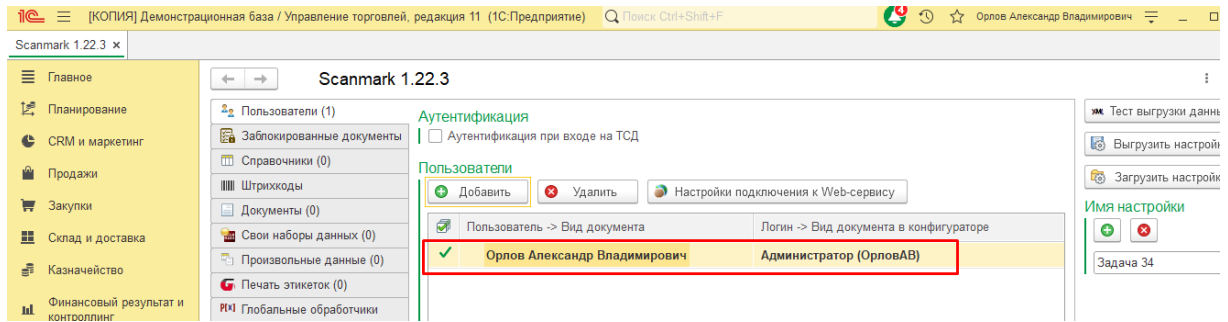 1С [КОПИЯ] Демонстрационная база / Управление торговлей, редакция 11 (1С:Предприятие) Поиск Ctrl+Shift+F 4 Орлов Александр Владимирович
Scanmark 1.22.3 ×
Главное
Планирование
CRM и маркетинг
Продажи
Закупки
Склад и доставка
Казначейство
Финансовый результат и
контроллинг
Scanmark 1.22.3
Пользователи (1)
Заблокированные документы
Справочники (0)
Штрихкоды
Документы (0)
Свои наборы данных (0)
Произвольные данные (0)
Печать этикеток (0)
P[x] Глобальные обработчики
Аутентификация
Аутентификация при входе на ТСД
Пользователи
Добавить Удалить Настройки подключения к Web-сервису
Пользователь -> Вид документа Логин -> Вид документа в конфигураторе
Орлов Александр Владимирович Администратор (ОрловАВ)
XML Тест выгрузки данны
Выгрузить настройк
Загрузить настройк
Имя настройки
Задача 34